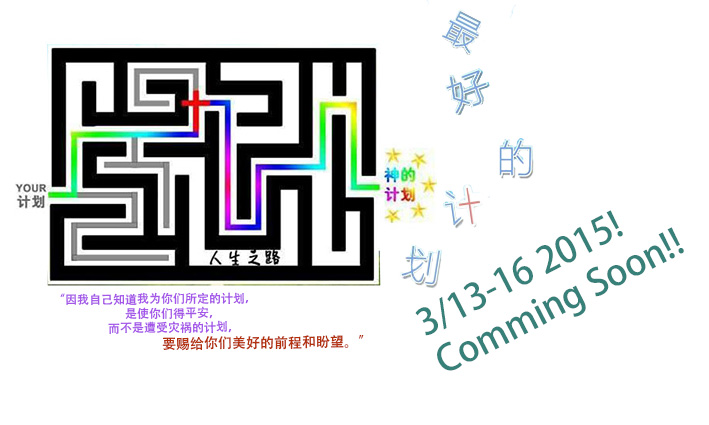 最好的计划
YOUR
计划
神的
计划
人生之路
“因我自己知道我为你们所定的计划,
是使你们得平安,
而不是遭受灾祸的计划,
要赐给你们美好的前程和盼望。”
3/13-16 2015!
Comming Soon!!